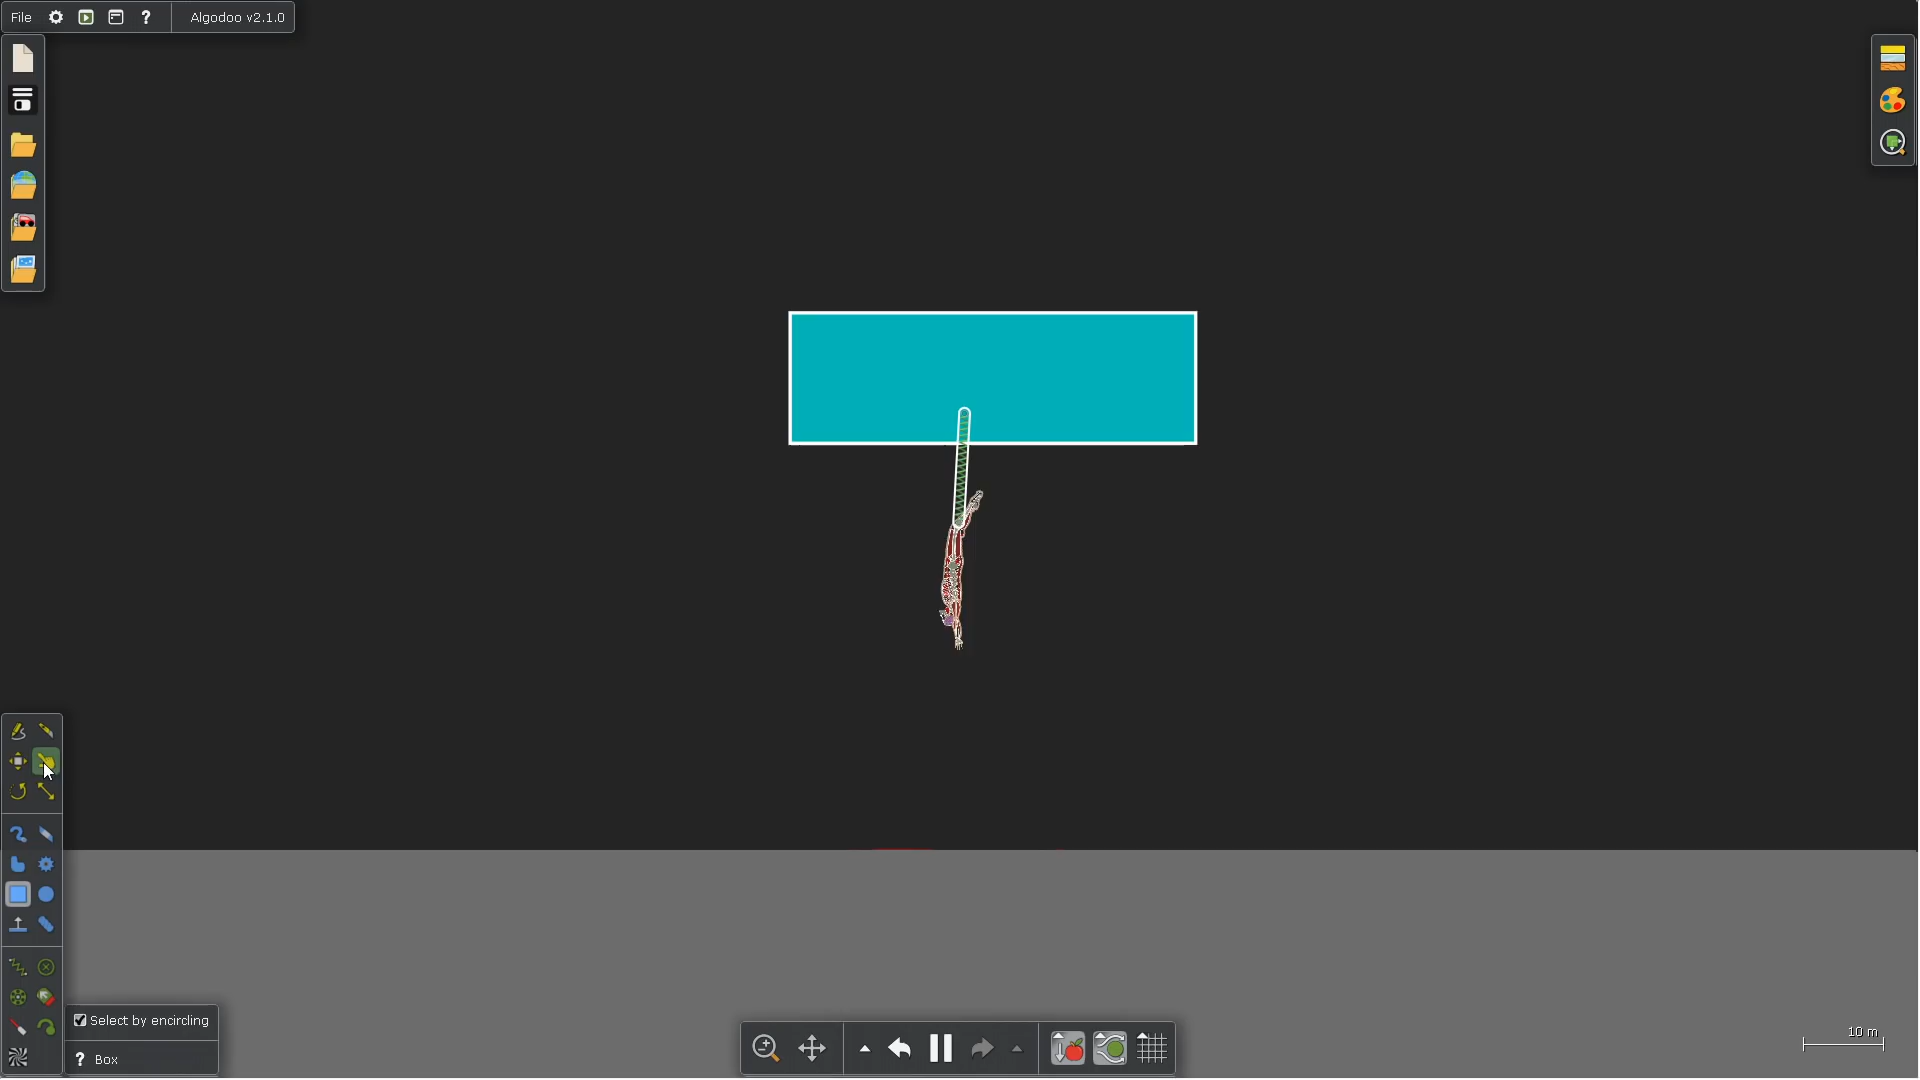 File ? Algodoo v2.1.0
Select by encircling
? Box
10 m